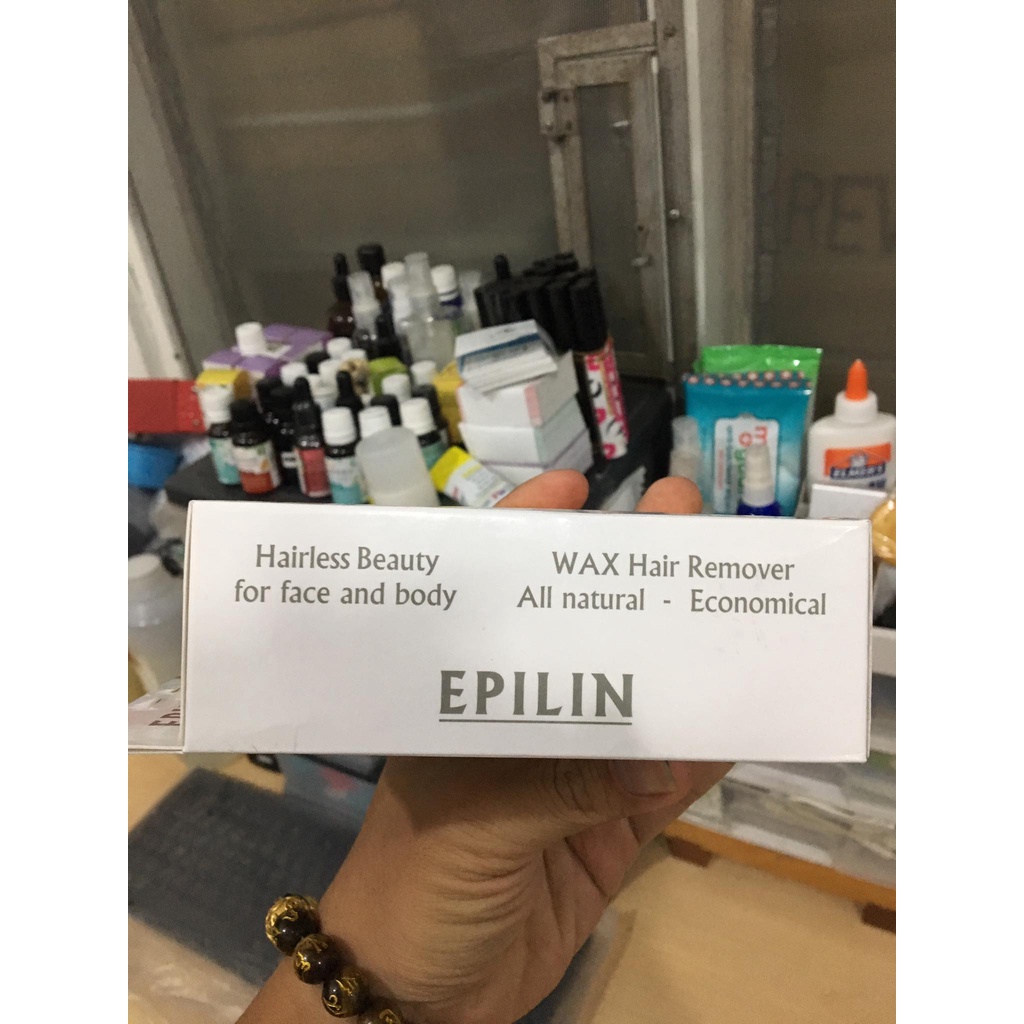 Hairless Beauty
for face and body
WAX Hair Remover
All natural - Economical
EPILIN
ELMER'S